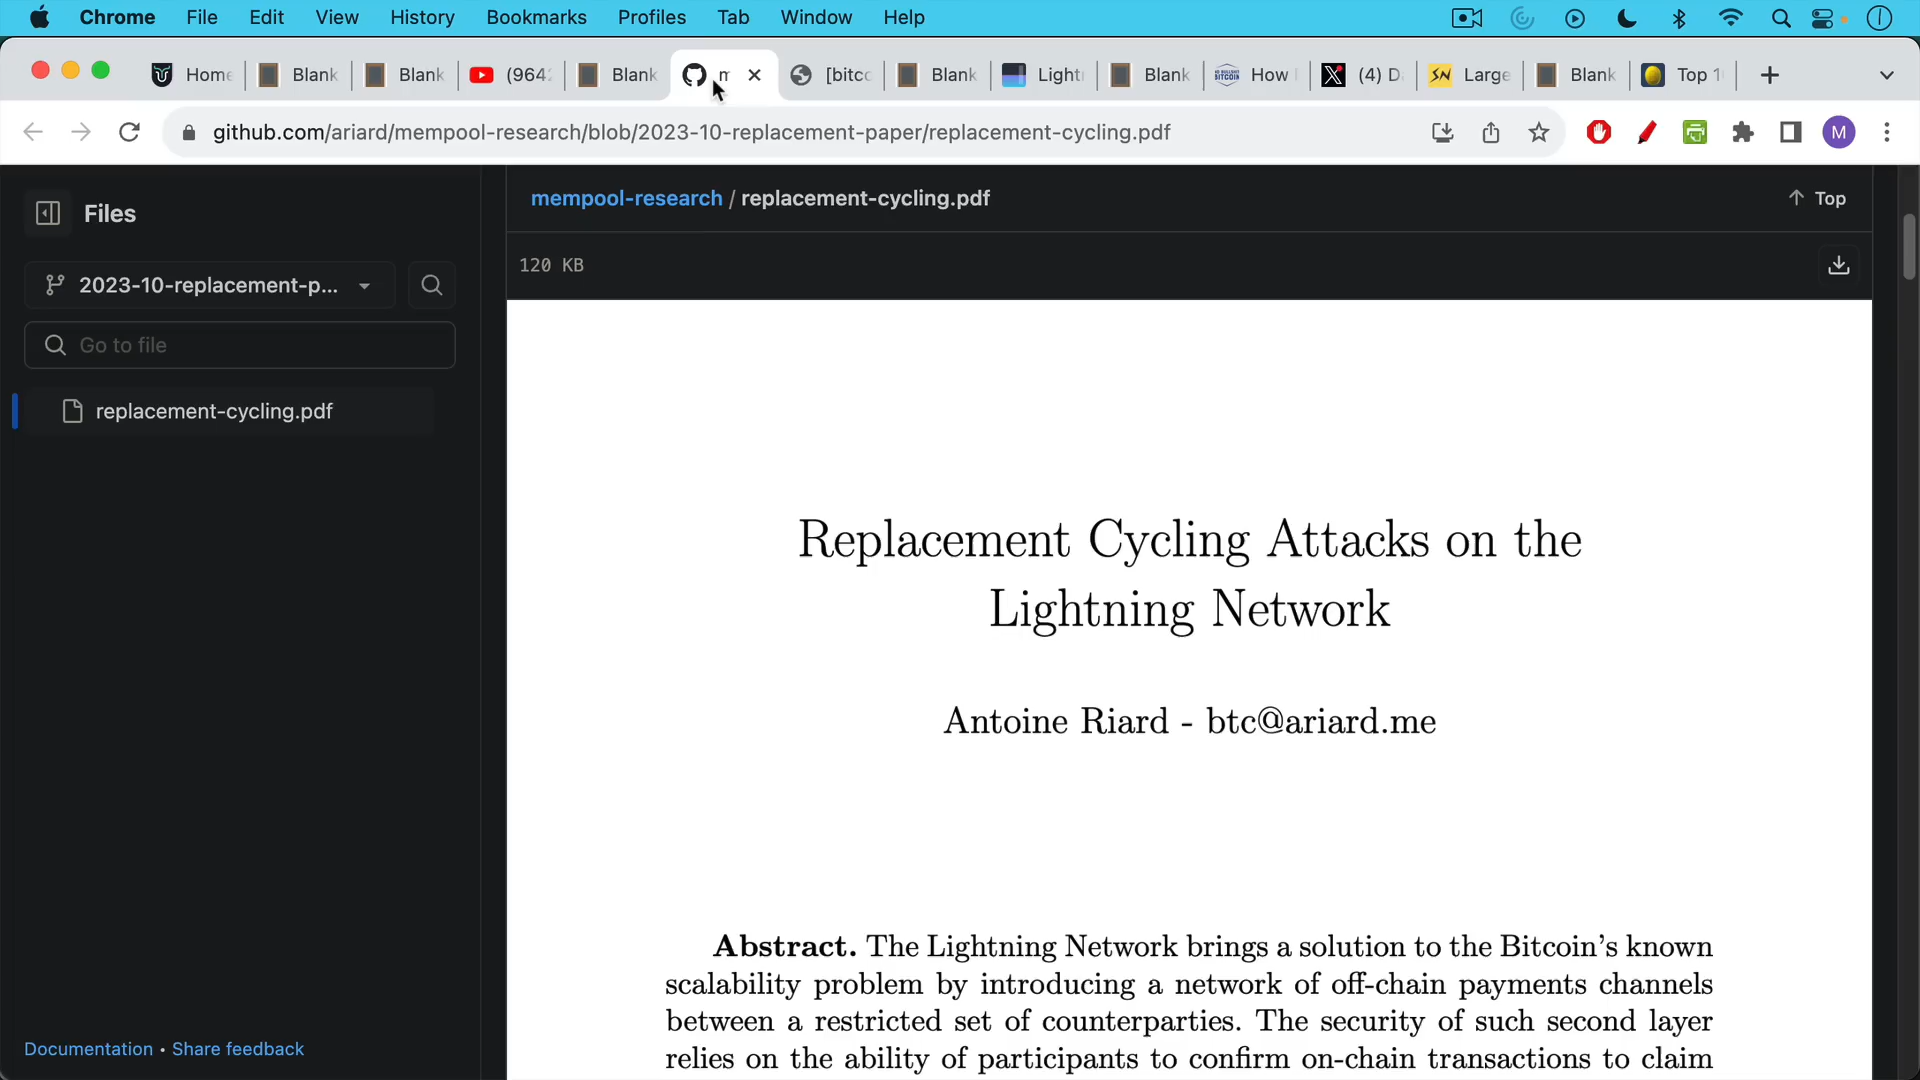 Chrome File Edit View History Bookmarks Profiles Tab Window Help
Home Blank Blank (964 Blank [bitc Blank Light Blank How (4) D Large Blank Top 1
github.com/ariard/mempool-research/blob/2023-10-replacement-paper/replacement-cycling.pdf
M
Files
mempool-research / replacement-cycling.pdf
Top
120 KB
2023-10-replacement-p...
Go to file
replacement-cycling.pdf
Replacement Cycling Attacks on the
Lightning Network
Antoine Riard - btc@ariard.me
Abstract. The Lightning Network brings a solution to the Bitcoin's known
scalability problem by introducing a network of off-chain payments channels
between a restricted set of counterparties. The security of such second layer
relies on the ability of participants to confirm on-chain transactions to claim
Documentation • Share feedback